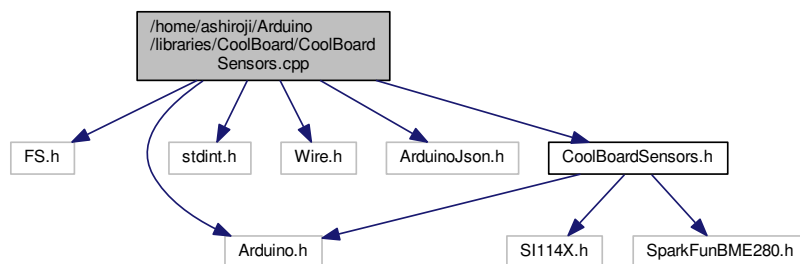 /home/ashiroji/Arduino
/libraries/CoolBoard/CoolBoard
Sensors.cpp
FS.h
stdint.h
Wire.h
ArduinoJson.h
CoolBoardSensors.h
Arduino.h
SI114X.h
SparkFunBME280.h